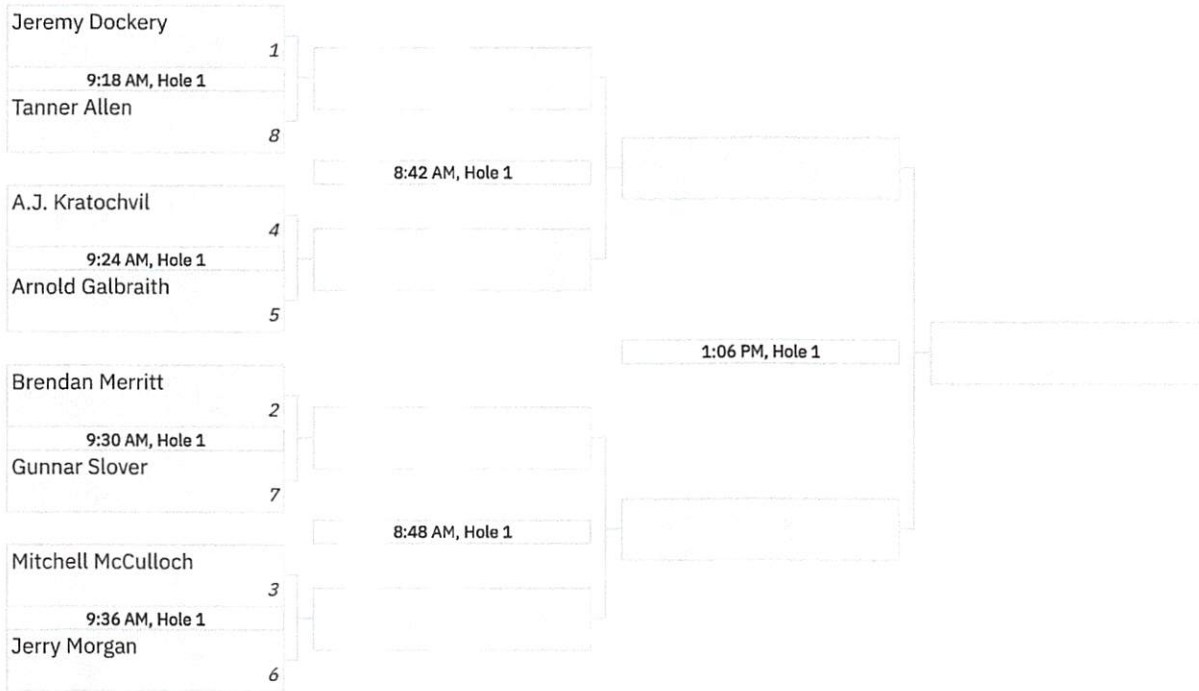 Jeremy Dockery
1
9:18 AM, Hole 1
Tanner Allen
8
8:42 AM, Hole 1
A.J. Kratochvil
4
9:24 AM, Hole 1
Arnold Galbraith
5
1:06 PM, Hole 1
Brendan Merritt
2
9:30 AM, Hole 1
Gunnar Slover
7
8:48 AM, Hole 1
Mitchell McCulloch
3
9:36 AM, Hole 1
Jerry Morgan
6